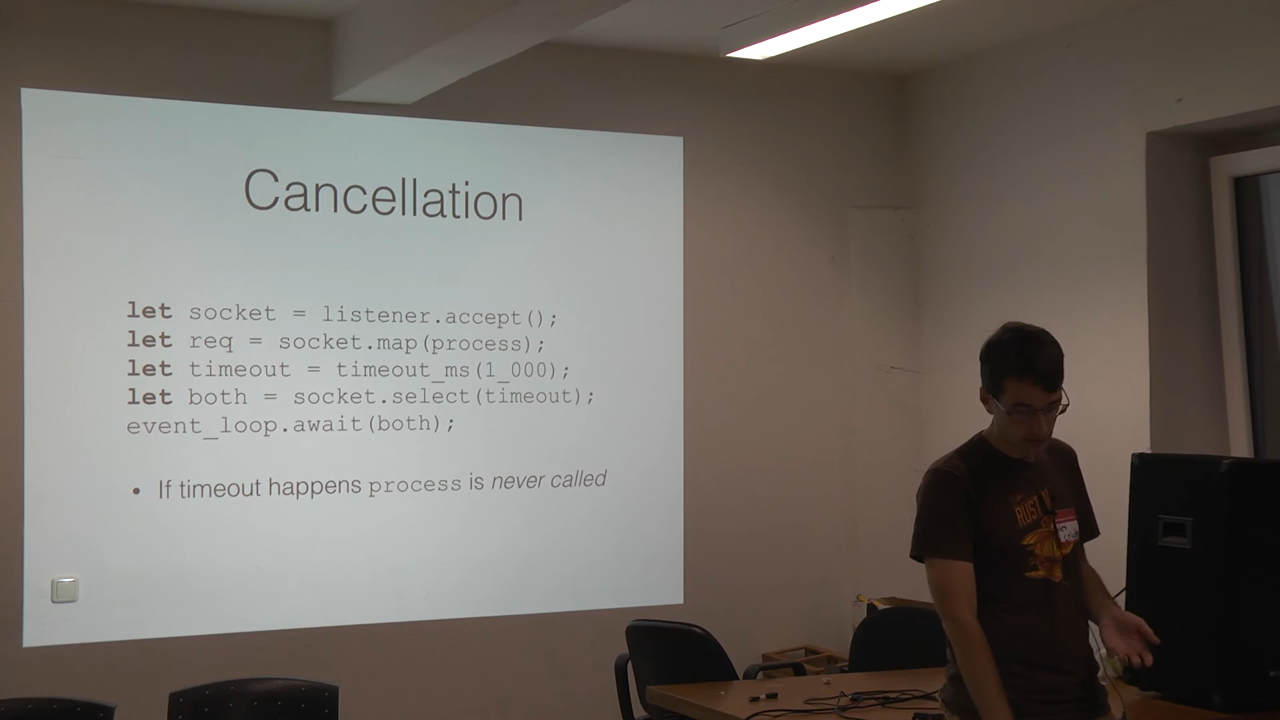 Cancellation
let socket = listener.accept();
let req = socket.map(process);
let timeout = timeout_ms(1_000);
let both = socket.select(timeout);
event_loop.await(both);
• If timeout happens process is never called
RUST